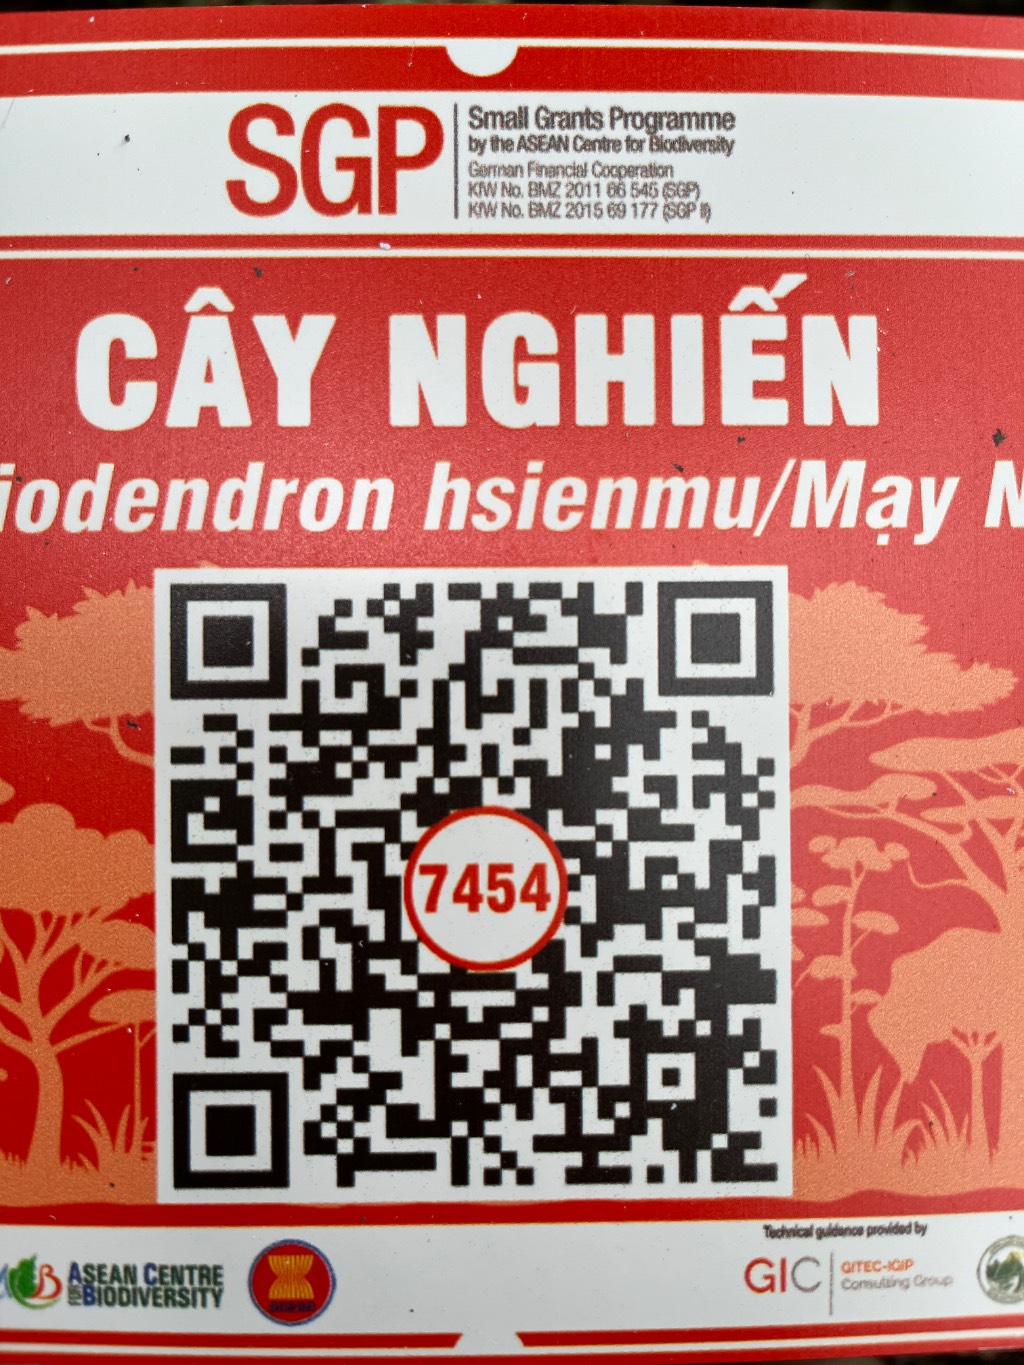 SGP
Small Grants Programme
by the ASEAN Centre for Biodiversity
German Financial Cooperation
KfW No. BMZ 2011 66 545 (SGP)
KfW No. BMZ 2015 69 177 (SGP II)
CÂY NGHIẾN
iodendron hsienmu/Mạy N
7454
ASEAN CENTRE
FOR BIODIVERSITY
Technical guidance provided by
GIC
GITEC-IGIP
Consulting Group